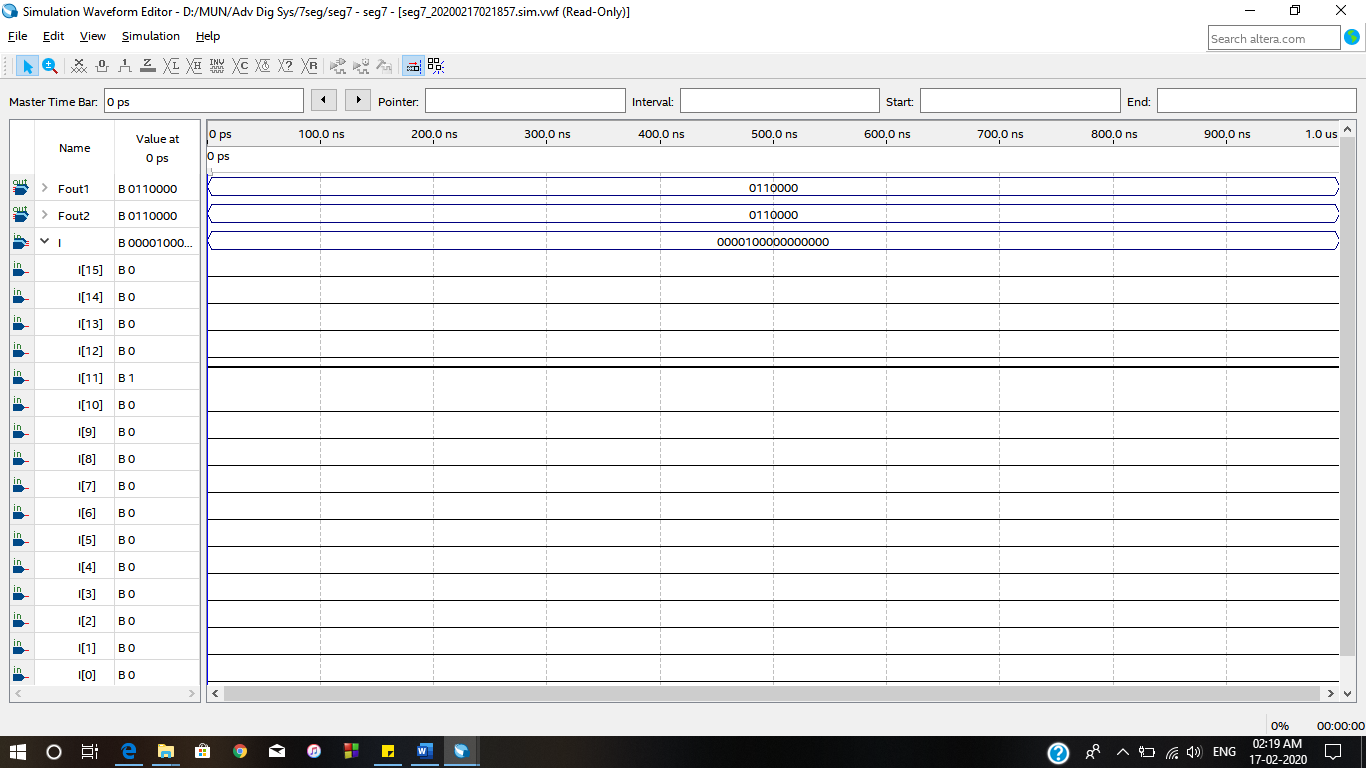 Simulation Waveform Editor - D:/MUN/Adv Dig Sys/7seg/seg7 - seg7 - [seg7_20200217021857.sim.vwf (Read-Only)]
File Edit View Simulation Help
Search altera.com
Master Time Bar: 0 ps Pointer: Interval: Start: End:
Name Value at 0 ps
0 ps 100.0 ns 200.0 ns 300.0 ns 400.0 ns 500.0 ns 600.0 ns 700.0 ns 800.0 ns 900.0 ns 1.0 us
0 ps
out Fout1 B 0110000 0110000
out Fout2 B 0110000 0110000
in I B 00001000... 0000100000000000
in I[15] B 0
in I[14] B 0
in I[13] B 0
in I[12] B 0
in I[11] B 1
in I[10] B 0
in I[9] B 0
in I[8] B 0
in I[7] B 0
in I[6] B 0
in I[5] B 0
in I[4] B 0
in I[3] B 0
in I[2] B 0
in I[1] B 0
in I[0] B 0
0% 00:00:00
ENG 02:19 AM
17-02-2020